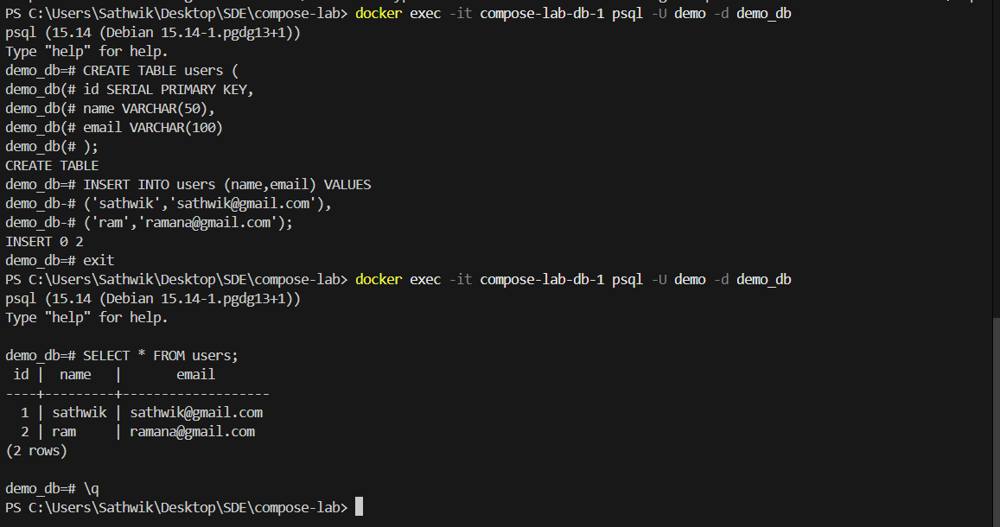 PS C:\Users\Sathwik\Desktop\SDE\compose-lab> docker exec -it compose-lab-db-1 psql -U demo -d demo_db
psql (15.14 (Debian 15.14-1.pgdg13+1))
Type "help" for help.
demo_db=# CREATE TABLE users (
demo_db(# id SERIAL PRIMARY KEY,
demo_db(# name VARCHAR(50),
demo_db(# email VARCHAR(100)
demo_db(# );
CREATE TABLE
demo_db=# INSERT INTO users (name,email) VALUES
demo_db-# ('sathwik','sathwik@gmail.com'),
demo_db-# ('ram','ramana@gmail.com');
INSERT 0 2
demo_db=# exit
PS C:\Users\Sathwik\Desktop\SDE\compose-lab> docker exec -it compose-lab-db-1 psql -U demo -d demo_db
psql (15.14 (Debian 15.14-1.pgdg13+1))
Type "help" for help.

demo_db=# SELECT * FROM users;
 id |  name   |       email
----+---------+-------------------
  1 | sathwik | sathwik@gmail.com
  2 | ram     | ramana@gmail.com
(2 rows)

demo_db=# \q
PS C:\Users\Sathwik\Desktop\SDE\compose-lab>